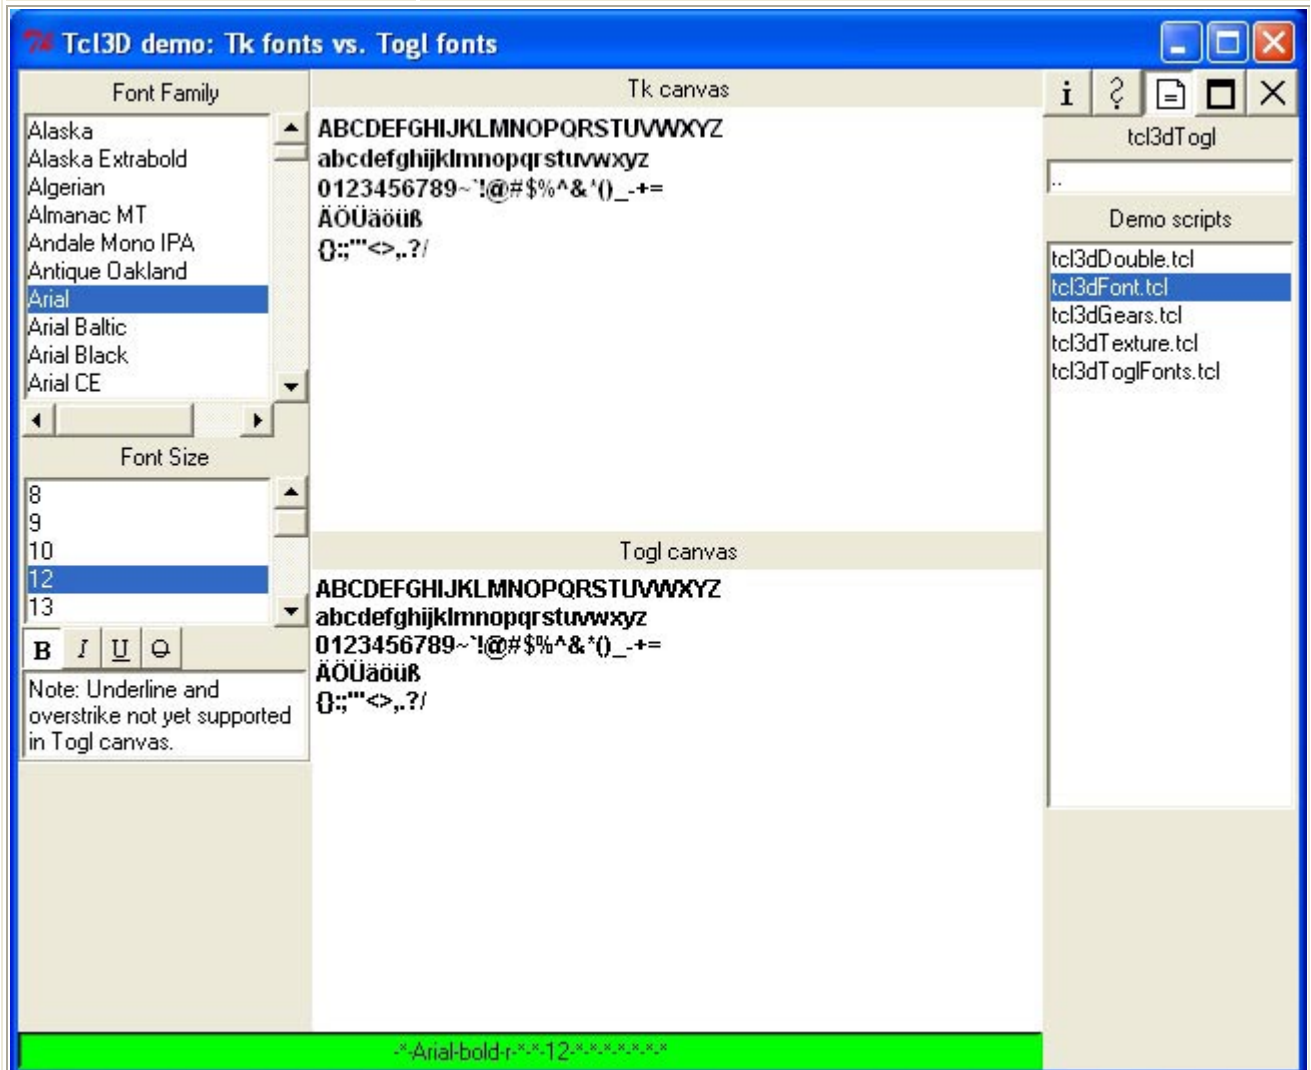 Tcl3D demo: Tk fonts vs. Togl fonts
Font Family
Alaska
Alaska Extrabold
Algerian
Almanac MT
Andale Mono IPA
Antique Oakland
Arial
Arial Baltic
Arial Black
Arial CE
Font Size
8
9
10
12
13
B I U O
Note: Underline and
overstrike not yet supported
in Togl canvas.
Tk canvas
ABCDEFGHIJKLMNOPQRSTUVWXYZ
abcdefghijklmnopqrstuvwxyz
0123456789~`!@#$%^&*()_-+=
ÄÖÜäöüß
{}:;"'<>,.?/
Togl canvas
ABCDEFGHIJKLMNOPQRSTUVWXYZ
abcdefghijklmnopqrstuvwxyz
0123456789~`!@#$%^&*()_-+=
ÄÖÜäöüß
{}:;"'<>,.?/
-*-Arial-bold-r-*-*-12-*-*-*-*-*-*-*
i ?
tcl3dTogl
..
Demo scripts
tcl3dDouble.tcl
tcl3dFont.tcl
tcl3dGears.tcl
tcl3dTexture.tcl
tcl3dToglFonts.tcl